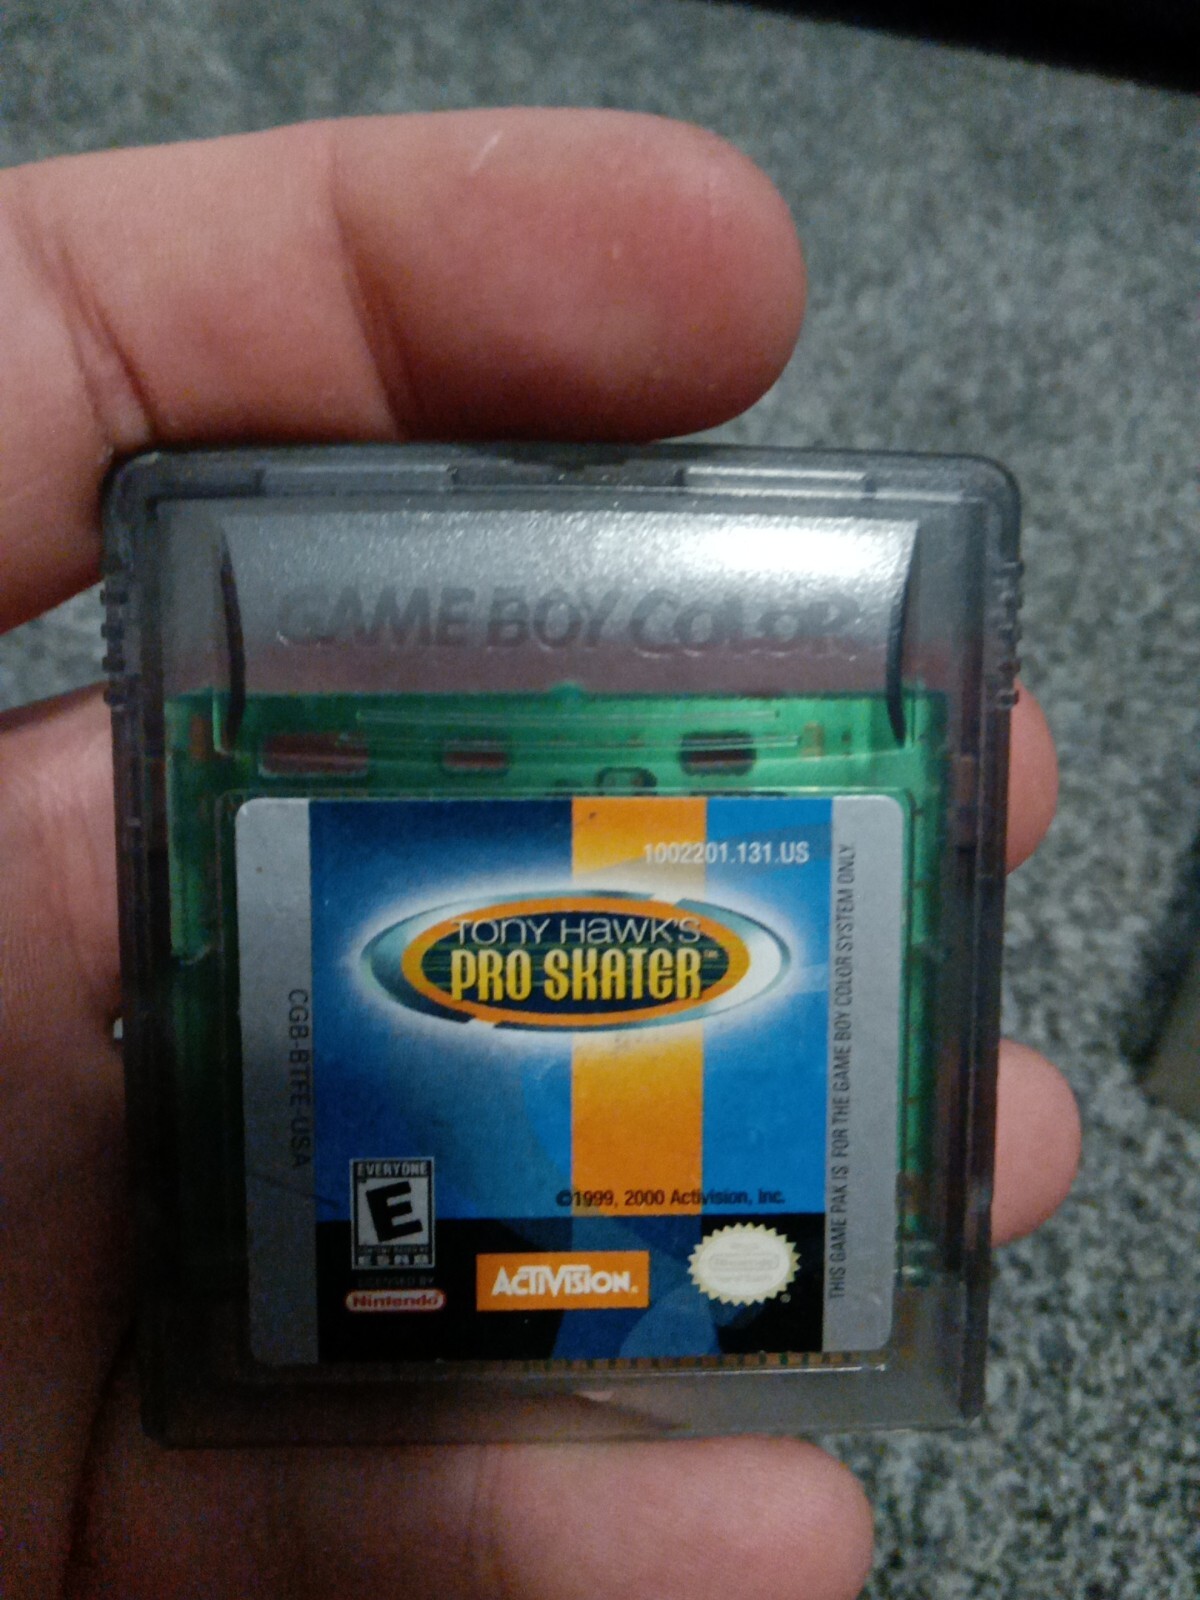 GAME BOY COLOR
1002201.131.US
TONY HAWK'S
PRO SKATER™
CGB-BTFE-USA
THIS GAME PAK IS FOR THE GAME BOY COLOR SYSTEM ONLY.
EVERYONE
E
ESRB
LICENSED BY
Nintendo
©1999, 2000 Activision, Inc.
ACTIVISION®